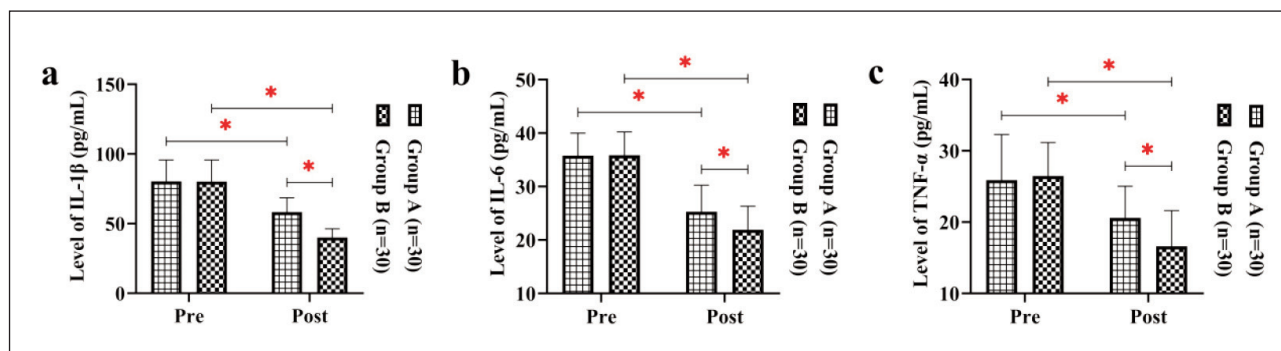 a
Level of IL-1β (pg/mL)
150
100
50
0
*
*
*
Pre
Post
Group A (n=30)
Group B (n=30)
b
Level of IL-6 (pg/mL)
50
40
30
20
10
*
*
*
Pre
Post
Group A (n=30)
Group B (n=30)
c
Level of TNF-α (pg/mL)
40
30
20
10
*
*
*
Pre
Post
Group A (n=30)
Group B (n=30)